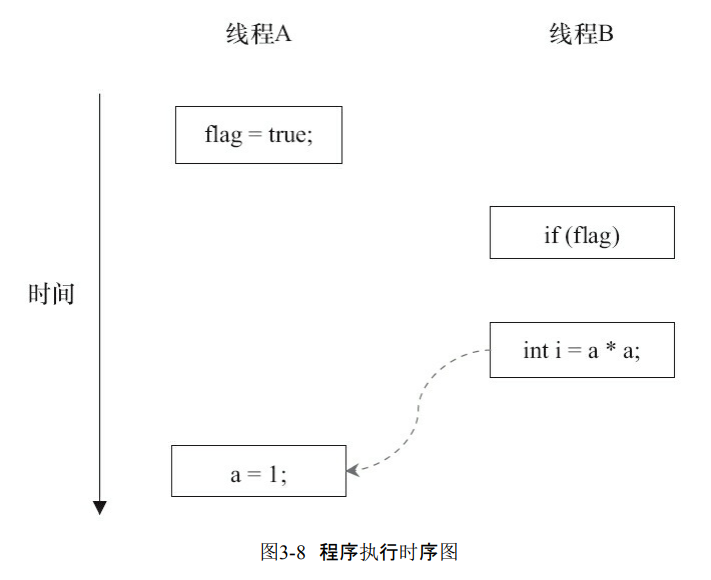 线程A 线程B
flag = true;
if (flag)
时间
int i = a * a;
a = 1;
图3-8 程序执行时序图